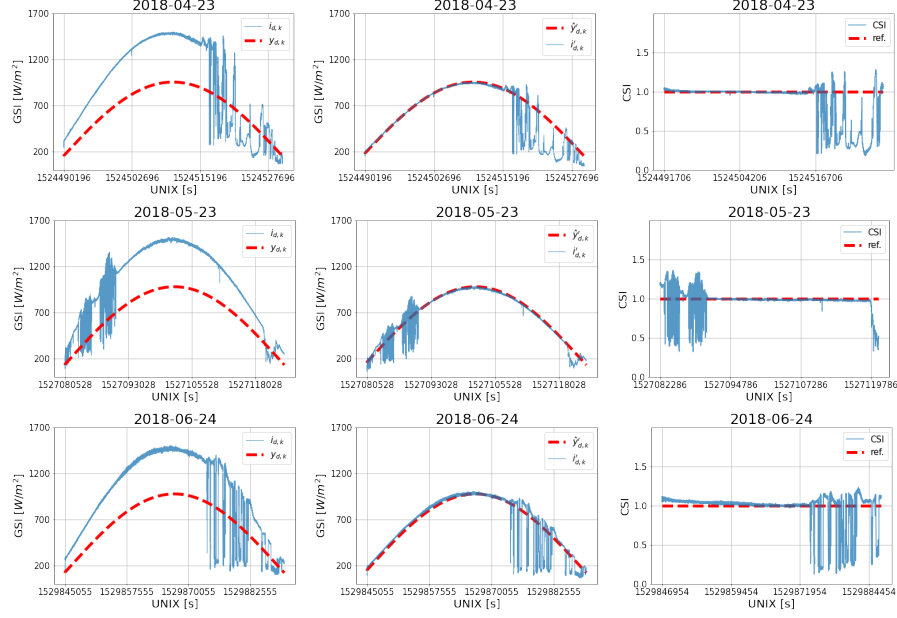 2018-04-23
GSI [W/m²]
1700
1200
700
200
i_{d,k}
y_{d,k}
1524490196 1524502696 1524515196 1524527696
UNIX [s]
2018-04-23
GSI [W/m²]
1700
1200
700
200
ŷ'_{d,k}
i'_{d,k}
1524490196 1524502696 1524515196 1524527696
UNIX [s]
2018-04-23
CSI
1.5
1.0
0.5
0.0
CSI
ref.
1524491706 1524504206 1524516706
UNIX [s]
2018-05-23
GSI [W/m²]
1700
1200
700
200
i_{d,k}
y_{d,k}
1527080528 1527093028 1527105528 1527118028
UNIX [s]
2018-05-23
GSI [W/m²]
1700
1200
700
200
ŷ'_{d,k}
i'_{d,k}
1527080528 1527093028 1527105528 1527118028
UNIX [s]
2018-05-23
CSI
1.5
1.0
0.5
0.0
CSI
ref.
1527082286 1527094786 1527107286 1527119786
UNIX [s]
2018-06-24
GSI [W/m²]
1700
1200
700
200
i_{d,k}
y_{d,k}
1529845055 1529857555 1529870055 1529882555
UNIX [s]
2018-06-24
GSI [W/m²]
1700
1200
700
200
ŷ'_{d,k}
i'_{d,k}
1529845055 1529857555 1529870055 1529882555
UNIX [s]
2018-06-24
CSI
1.5
1.0
0.5
0.0
CSI
ref.
1529846954 1529859454 1529871954 1529884454
UNIX [s]